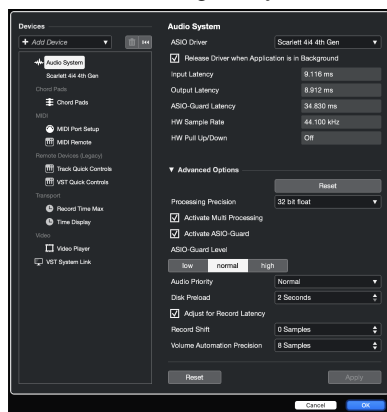 Devices
+ Add Device
Audio System
Scarlett 4i4 4th Gen
Chord Pads
Chord Pads
MIDI
MIDI Port Setup
MIDI Remote
Remote Devices (Legacy)
Track Quick Controls
VST Quick Controls
Transport
Record Time Max
Time Display
Video
Video Player
VST System Link
Audio System
ASIO Driver Scarlett 4i4 4th Gen
Release Driver when Application is in Background
Input Latency 9.116 ms
Output Latency 8.912 ms
ASIO-Guard Latency 34.830 ms
HW Sample Rate 44.100 kHz
HW Pull Up/Down Off
Advanced Options
Reset
Processing Precision 32 bit float
Activate Multi Processing
Activate ASIO-Guard
ASIO-Guard Level
low normal high
Audio Priority Normal
Disk Preload 2 Seconds
Adjust for Record Latency
Record Shift 0 Samples
Volume Automation Precision 8 Samples
Reset Apply
Cancel OK